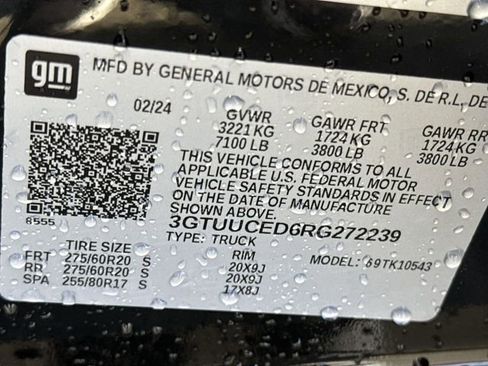 gm
MFD BY GENERAL MOTORS DE MEXICO, S. DE R.L., DE
02/24
GVWR GAWR FRT GAWR RR
3221 KG 1724 KG 1724 KG
7100 LB 3800 LB 3800 LB
THIS VEHICLE CONFORMS TO ALL
APPLICABLE U.S. FEDERAL MOTOR
VEHICLE SAFETY STANDARDS IN EFFECT
ON THE DATE OF MANUFACTURE
SHOWN ABOVE.
8555
3GTUUCED6RG272239
TYPE: TRUCK MODEL: 69TK10543
TIRE SIZE RIM
FRT 275/60R20 S 20X9J
RR 275/60R20 S 20X9J
SPA 255/80R17 S 17X8J